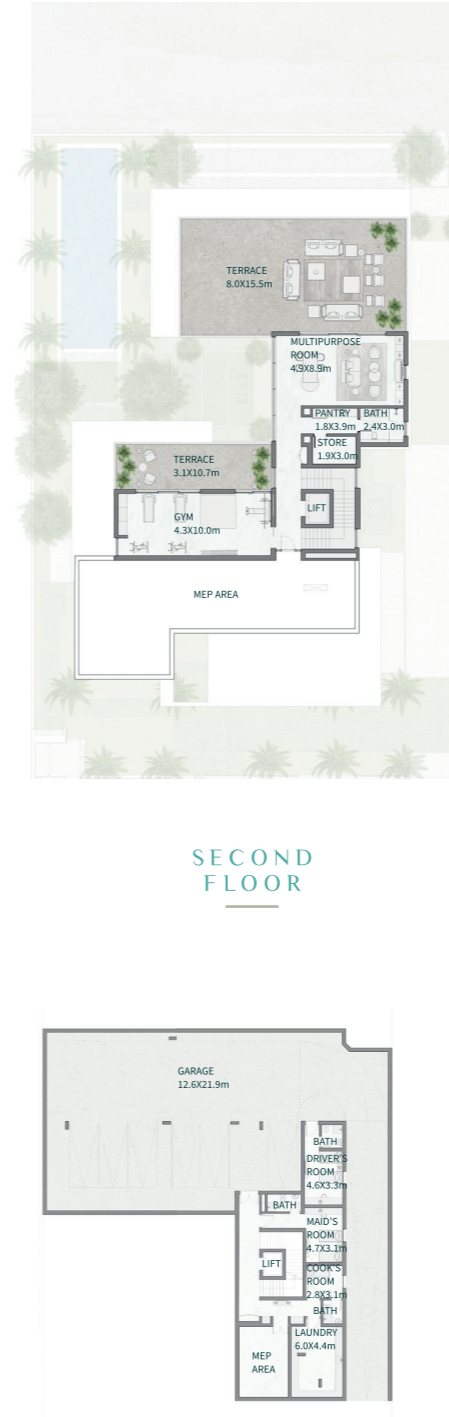 TERRACE
8.0X15.5m
MULTIPURPOSE
ROOM
4.9X8.9m
PANTRY
1.8X3.9m
BATH
2.4X3.0m
STORE
1.9X3.0m
TERRACE
3.1X10.7m
LIFT
GYM
4.3X10.0m
MEP AREA
SECOND
FLOOR
GARAGE
12.6X21.9m
BATH
DRIVER'S
ROOM
4.6X3.3m
BATH
MAID'S
ROOM
4.7X3.1m
LIFT
COOK'S
ROOM
2.8X3.1m
BATH
LAUNDRY
6.0X4.4m
MEP
AREA